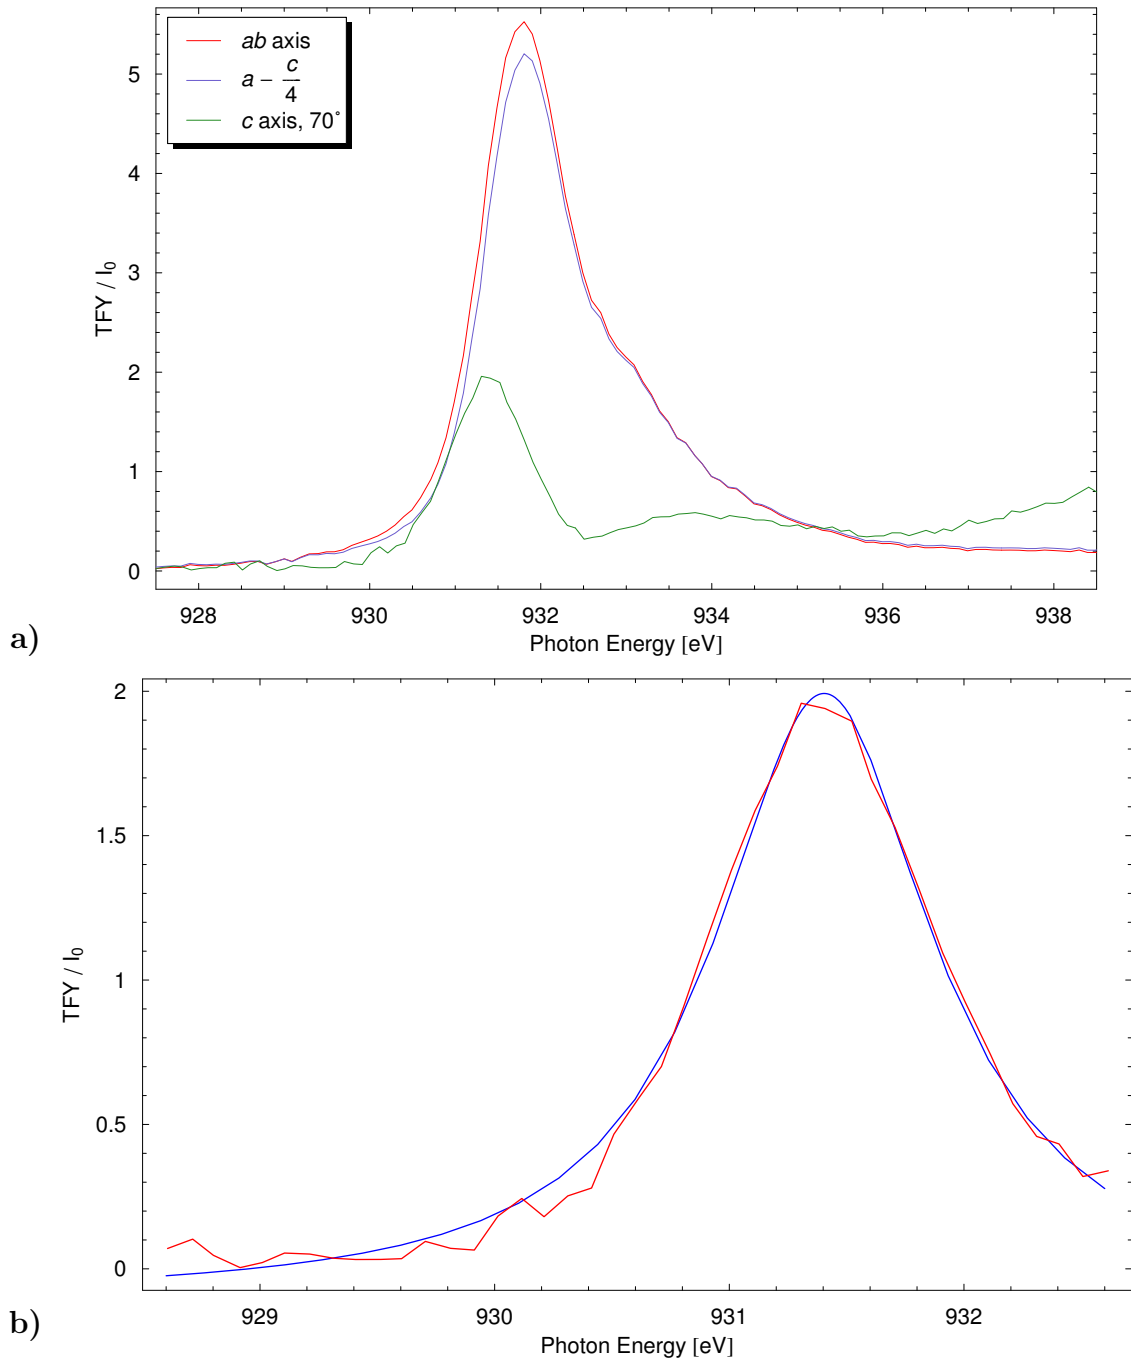 ab axis
a – c/4
c axis, 70°
5
4
3
2
1
0
TFY / I₀
928 930 932 934 936 938
Photon Energy [eV]
a)
2
1.5
1
0.5
0
TFY / I₀
929 930 931 932
Photon Energy [eV]
b)